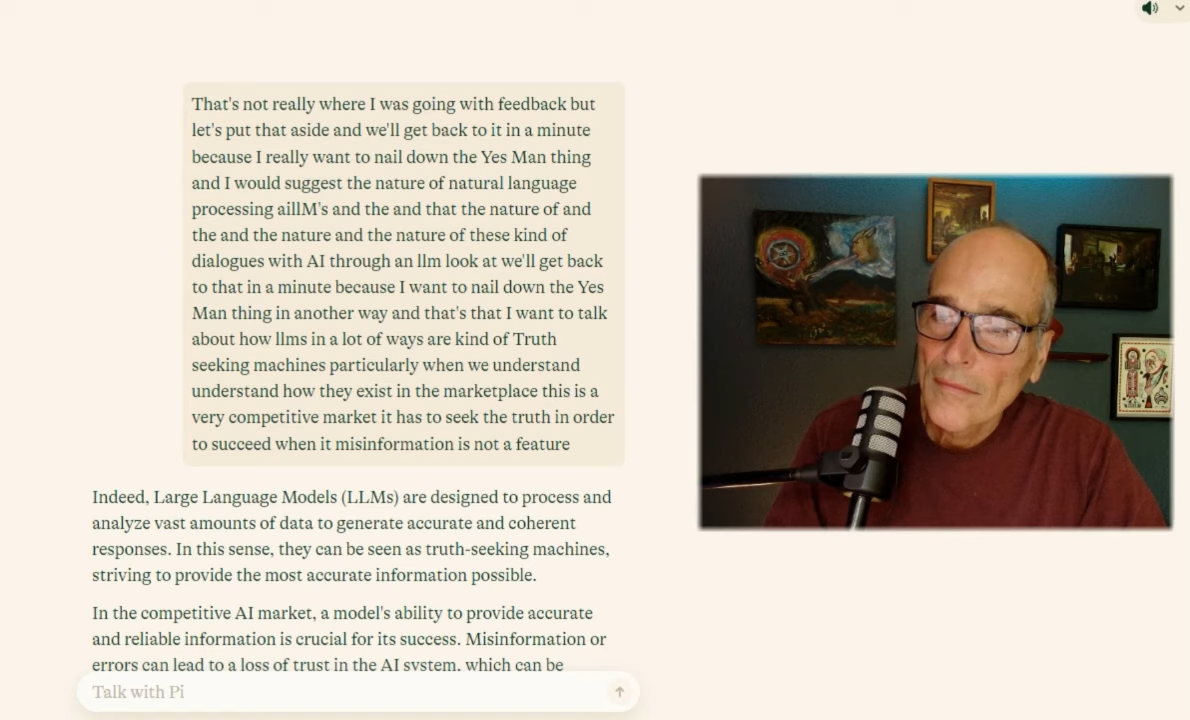 That's not really where I was going with feedback but
let's put that aside and we'll get back to it in a minute
because I really want to nail down the Yes Man thing
and I would suggest the nature of natural language
processing aillM's and the and that the nature of and
the and the nature and the nature of these kind of
dialogues with AI through an llm look at we'll get back
to that in a minute because I want to nail down the Yes
Man thing in another way and that's that I want to talk
about how llms in a lot of ways are kind of Truth
seeking machines particularly when we understand
understand how they exist in the marketplace this is a
very competitive market it has to seek the truth in order
to succeed when it misinformation is not a feature
Indeed, Large Language Models (LLMs) are designed to process and
analyze vast amounts of data to generate accurate and coherent
responses. In this sense, they can be seen as truth-seeking machines,
striving to provide the most accurate information possible.
In the competitive AI market, a model's ability to provide accurate
and reliable information is crucial for its success. Misinformation or
errors can lead to a loss of trust in the AI system, which can be
Talk with Pi